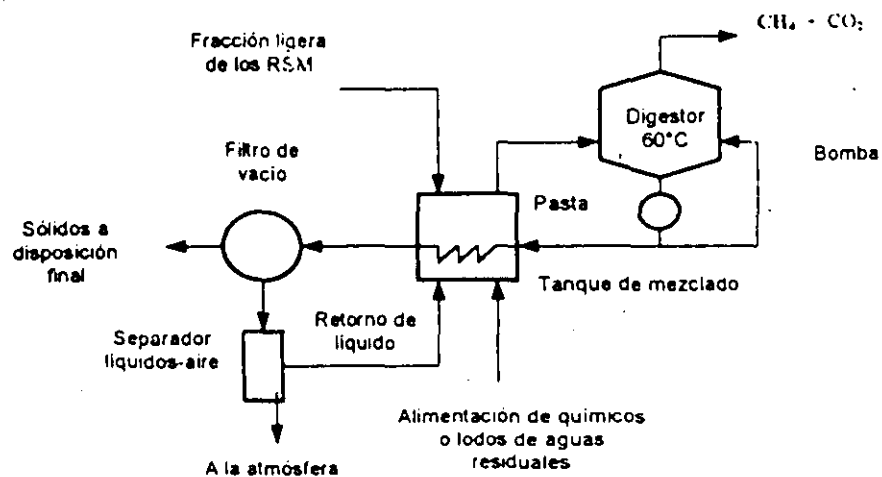 CH₄ - CO₂
Fracción ligera
de los RSM
Digestor
60°C
Bomba
Filtro de
vacio
Pasta
Sólidos a
disposición
final
Tanque de mezclado
Separador
líquidos-aire
Retorno de
líquido
Alimentación de químicos
o lodos de aguas
residuales
A la atmósfera